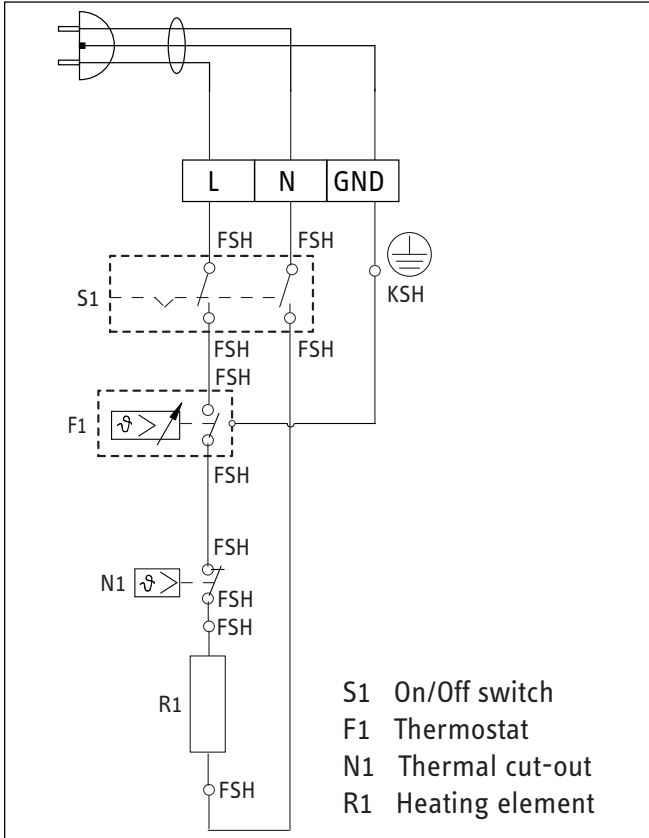 L N GND
FSH FSH
S1
KSH
FSH FSH
FSH
F1 ϑ >
FSH
FSH
N1 ϑ >
FSH
FSH
R1
FSH
S1 On/Off switch
F1 Thermostat
N1 Thermal cut-out
R1 Heating element